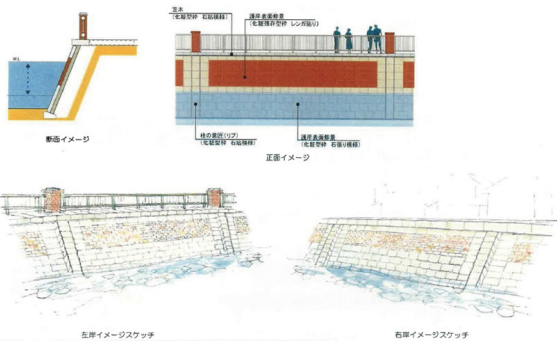 笠木
(化粧型枠 石貼模様)
護岸表面修景
(化粧残存型枠 レンガ貼り)
W.L
断面イメージ
柱の意匠(リブ)
(化粧型枠 石貼模様)
護岸表面修景
(化粧型枠 石張り模様)
正面イメージ
左岸イメージスケッチ
右岸イメージスケッチ